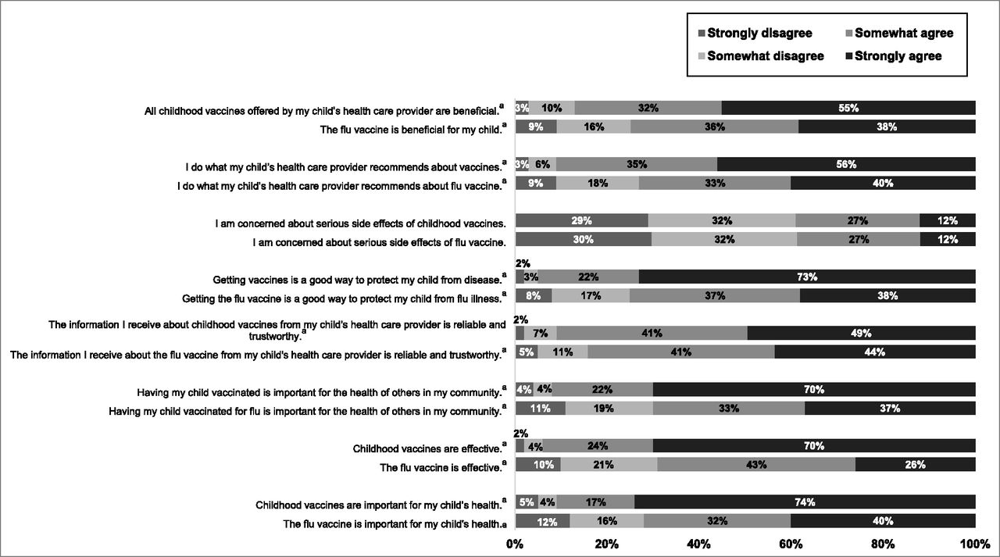 Strongly disagree Somewhat agree
Somewhat disagree Strongly agree
All childhood vaccines offered by my child's health care provider are beneficial.a 3% 10% 32% 55%
The flu vaccine is beneficial for my child.a 9% 16% 36% 38%
I do what my child's health care provider recommends about vaccines.a 3% 6% 35% 56%
I do what my child's health care provider recommends about flu vaccine.a 9% 18% 33% 40%
I am concerned about serious side effects of childhood vaccines. 29% 32% 27% 12%
I am concerned about serious side effects of flu vaccine. 30% 32% 27% 12%
2%
Getting vaccines is a good way to protect my child from disease.a 3% 22% 73%
Getting the flu vaccine is a good way to protect my child from flu illness.a 8% 17% 37% 38%
2%
The information I receive about childhood vaccines from my child's health care provider is reliable and
trustworthy.a 7% 41% 49%
The information I receive about the flu vaccine from my child's health care provider is reliable and trustworthy.a 5% 11% 41% 44%
Having my child vaccinated is important for the health of others in my community.a 4% 4% 22% 70%
Having my child vaccinated for flu is important for the health of others in my community.a 11% 19% 33% 37%
2%
Childhood vaccines are effective.a 4% 24% 70%
The flu vaccine is effective.a 10% 21% 43% 26%
Childhood vaccines are important for my child's health.a 5% 4% 17% 74%
The flu vaccine is important for my child's health.a 12% 16% 32% 40%
0% 20% 40% 60% 80% 100%